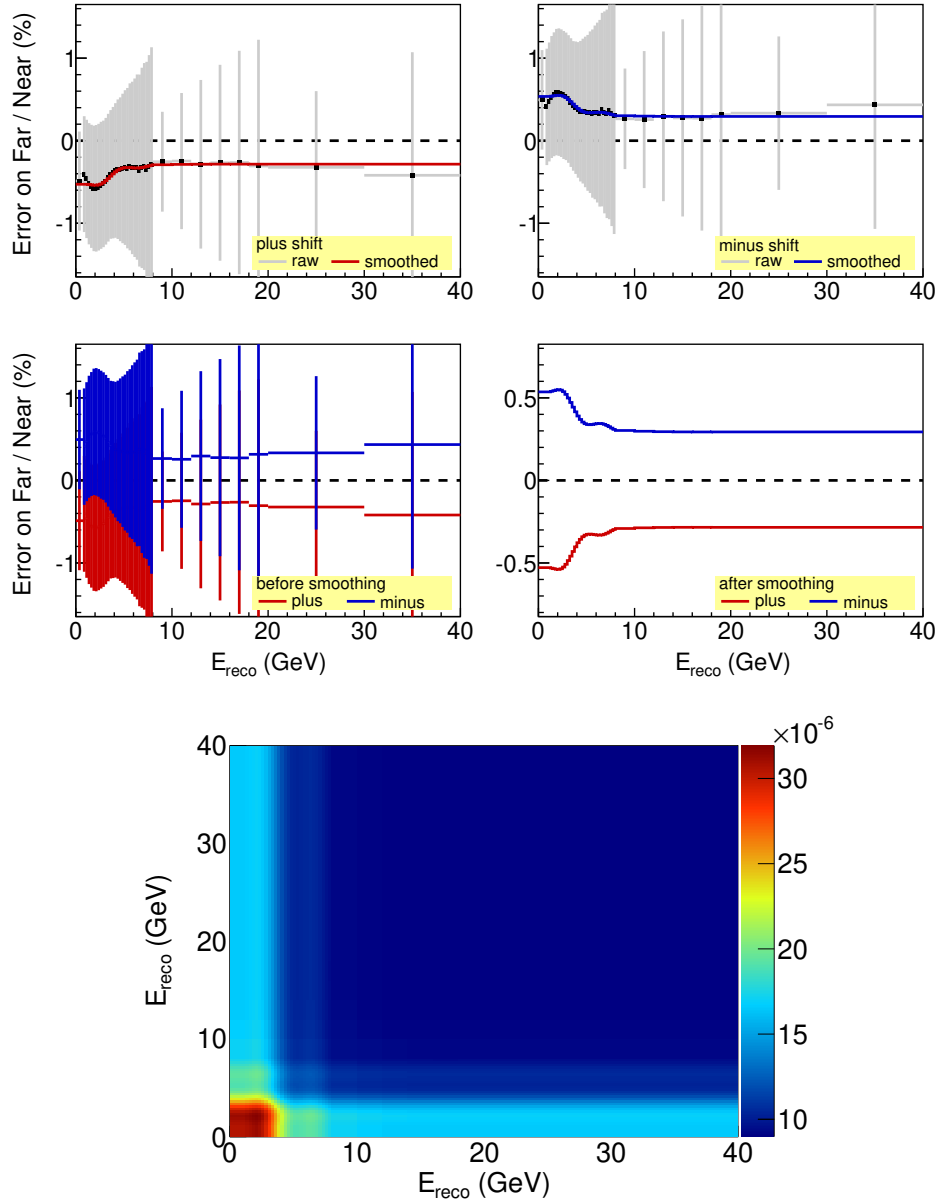 Error on Far / Near (%)
1
0
-1
plus shift
raw smoothed
0 10 20 30 40
1
0
-1
minus shift
raw smoothed
0 10 20 30 40
Error on Far / Near (%)
1
0
-1
before smoothing
plus minus
0 10 20 30 40
E_reco (GeV)
0.5
0
-0.5
after smoothing
plus minus
0 10 20 30 40
E_reco (GeV)
×10^-6
E_reco (GeV)
40
30
20
10
0
0 10 20 30 40
E_reco (GeV)
30
25
20
15
10